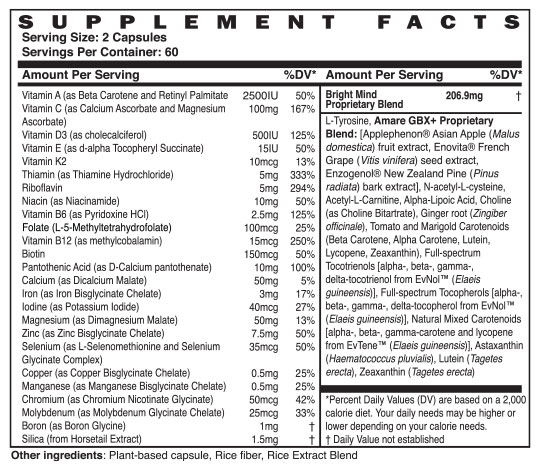 SUPPLEMENT FACTS
Serving Size: 2 Capsules
Servings Per Container: 60
Amount Per Serving %DV*
Vitamin A (as Beta Carotene and Retinyl Palmitate 2500IU 50%
Vitamin C (as Calcium Ascorbate and Magnesium 100mg 167%
Ascorbate)
Vitamin D3 (as cholecalciferol) 500IU 125%
Vitamin E (as d-alpha Tocopheryl Succinate) 15IU 50%
Vitamin K2 10mcg 13%
Thiamin (as Thiamine Hydrochloride) 5mg 333%
Riboflavin 5mg 294%
Niacin (as Niacinamide) 10mg 50%
Vitamin B6 (as Pyridoxine HCl) 2.5mg 125%
Folate (L-5-Methyltetrahydrofolate) 100mcg 25%
Vitamin B12 (as methylcobalamin) 15mcg 250%
Biotin 150mcg 50%
Pantothenic Acid (as D-Calcium pantothenate) 10mg 100%
Calcium (as Dicalcium Malate) 50mg 5%
Iron (as Iron Bisglycinate Chelate) 3mg 17%
Iodine (as Potassium Iodide) 40mcg 27%
Magnesium (as Dimagnesium Malate) 50mg 13%
Zinc (as Zinc Bisglycinate Chelate) 7.5mg 50%
Selenium (as L-Selenomethionine and Selenium 35mcg 50%
Glycinate Complex)
Copper (as Copper Bisglycinate Chelate) 0.5mg 25%
Manganese (as Manganese Bisglycinate Chelate) 0.5mg 25%
Chromium (as Chromium Nicotinate Glycinate) 50mcg 42%
Molybdenum (as Molybdenum Glycinate Chelate) 25mcg 33%
Boron (as Boron Glycine) 1mg †
Silica (from Horsetail Extract) 1.5mg †
Amount Per Serving %DV*
Bright Mind 206.9mg †
Proprietary Blend
L-Tyrosine, Amare GBX+ Proprietary
Blend: [Applephenon® Asian Apple (Malus
domestica) fruit extract, Enovita® French
Grape (Vitis vinifera) seed extract,
Enzogenol® New Zealand Pine (Pinus
radiata) bark extract], N-acetyl-L-cysteine,
Acetyl-L-Carnitine, Alpha-Lipoic Acid, Choline
(as Choline Bitartrate), Ginger root (Zingiber
officinale), Tomato and Marigold Carotenoids
(Beta Carotene, Alpha Carotene, Lutein,
Lycopene, Zeaxanthin), Full-spectrum
Tocotrienols [alpha-, beta-, gamma-,
delta-tocotrienol from EvNol™ (Elaeis
guineensis)], Full-spectrum Tocopherols [alpha-,
beta-, gamma-, delta-tocopherol from EvNol™
(Elaeis guineensis)], Natural Mixed Carotenoids
[alpha-, beta-, gamma-carotene and lycopene
from EvTene™ (Elaeis guineensis)], Astaxanthin
(Haematococcus pluvialis), Lutein (Tagetes
erecta), Zeaxanthin (Tagetes erecta)
*Percent Daily Values (DV) are based on a 2,000
calorie diet. Your daily needs may be higher or
lower depending on your calorie needs.
† Daily Value not established
Other ingredients: Plant-based capsule, Rice fiber, Rice Extract Blend